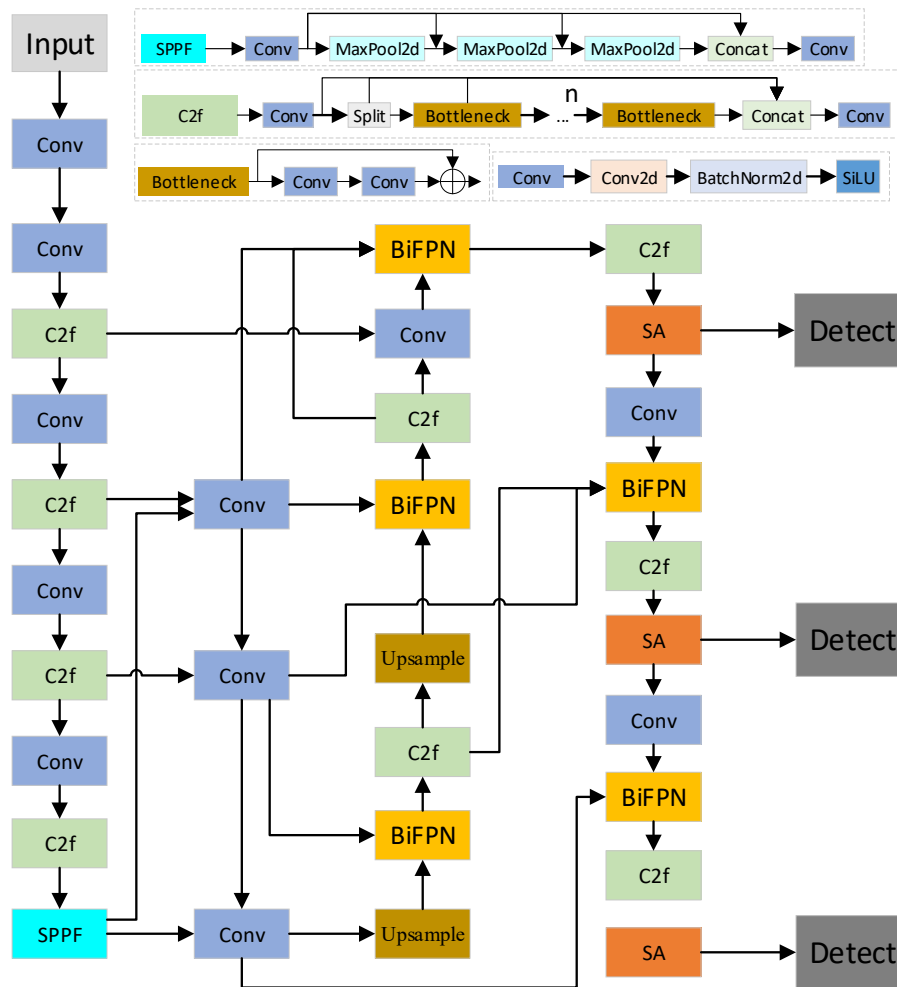 Input
SPPF Conv MaxPool2d MaxPool2d MaxPool2d Concat Conv
n
C2f Conv Split Bottleneck ... Bottleneck Concat Conv
Conv
Bottleneck Conv Conv
Conv Conv2d BatchNorm2d SiLU
Conv BiFPN C2f
C2f Conv SA Detect
Conv C2f Conv
C2f Conv BiFPN BiFPN
Conv C2f
C2f Conv Upsample SA Detect
Conv C2f Conv
C2f BiFPN BiFPN
C2f
SPPF Conv Upsample SA Detect